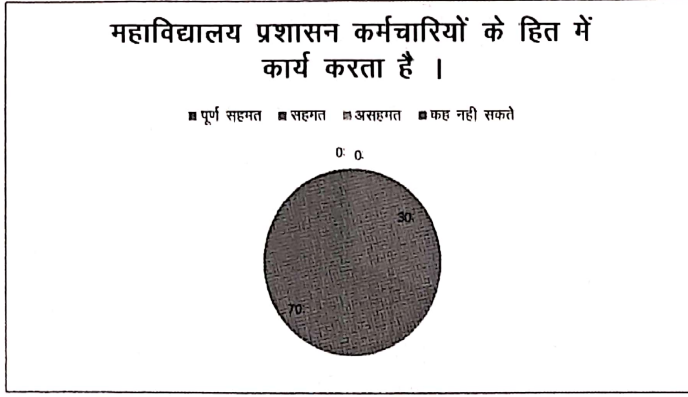 महाविद्यालय प्रशासन कर्मचारियों के हित में
कार्य करता है ।
पूर्ण सहमत सहमत असहमत कह नही सकते
0 0
30
70